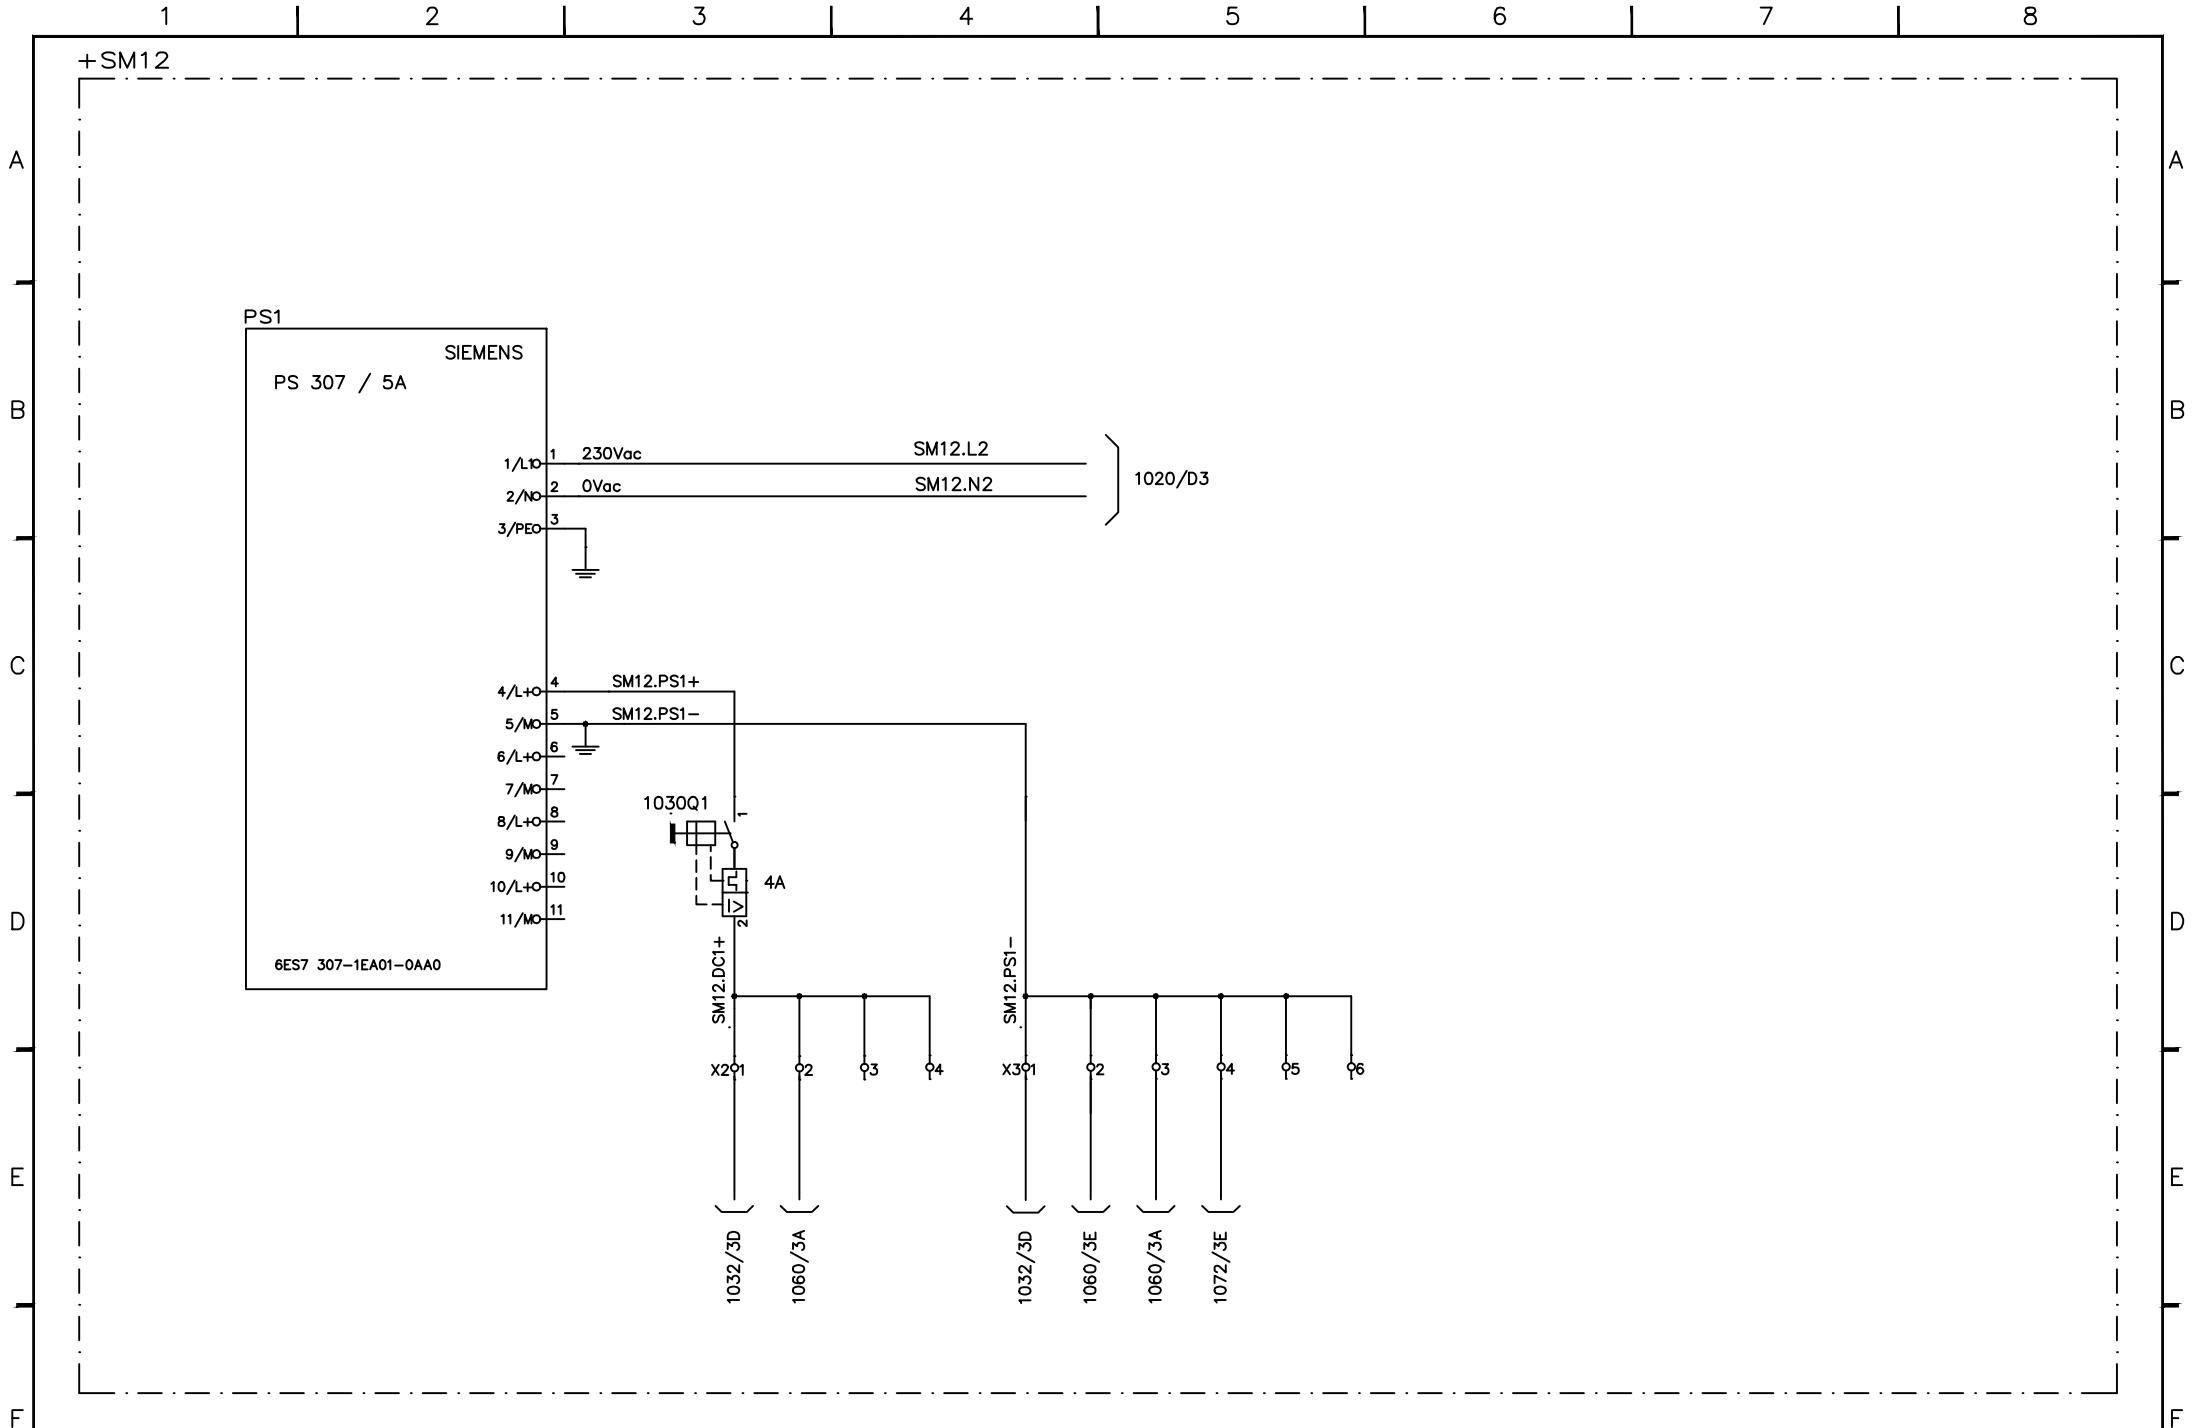 1 2 3 4 5 6 7 8
+SM12
A A
PS1
SIEMENS
PS 307 / 5A
B B
1/L1 1 230Vac SM12.L2
1020/D3
2/N 2 0Vac SM12.N2
3/PE 3
C C
4/L+ 4 SM12.PS1+
5/M 5 SM12.PS1-
6/L+ 6
7/M 7
1030Q1 1
8/L+ 8
9/M 9
10/L+ 10 4A
11/M 11
I> 2
D D
6ES7 307-1EA01-0AA0
SM12.DC1+ SM12.PS1-
X2 1 2 3 4 X3 1 2 3 4 5 6
E E
1032/3D 1060/3A 1032/3D 1060/3E 1060/3A 1072/3E
F F